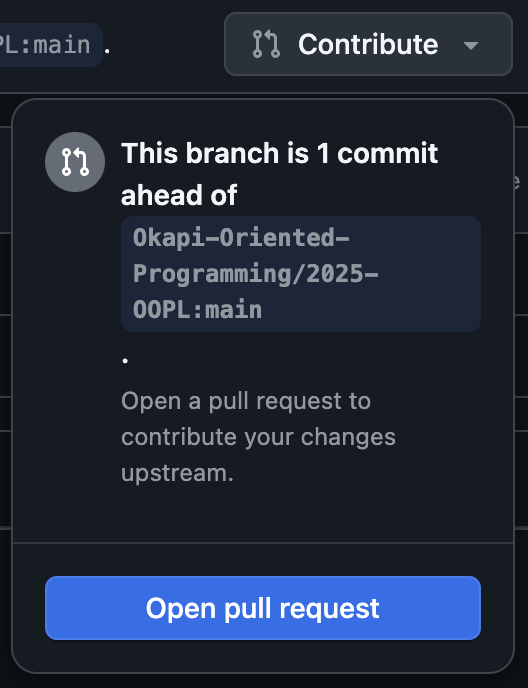 PL:main.
Contribute
This branch is 1 commit
ahead of
Okapi-Oriented-
Programming/2025-
OOPL:main
.
Open a pull request to
contribute your changes
upstream.
Open pull request